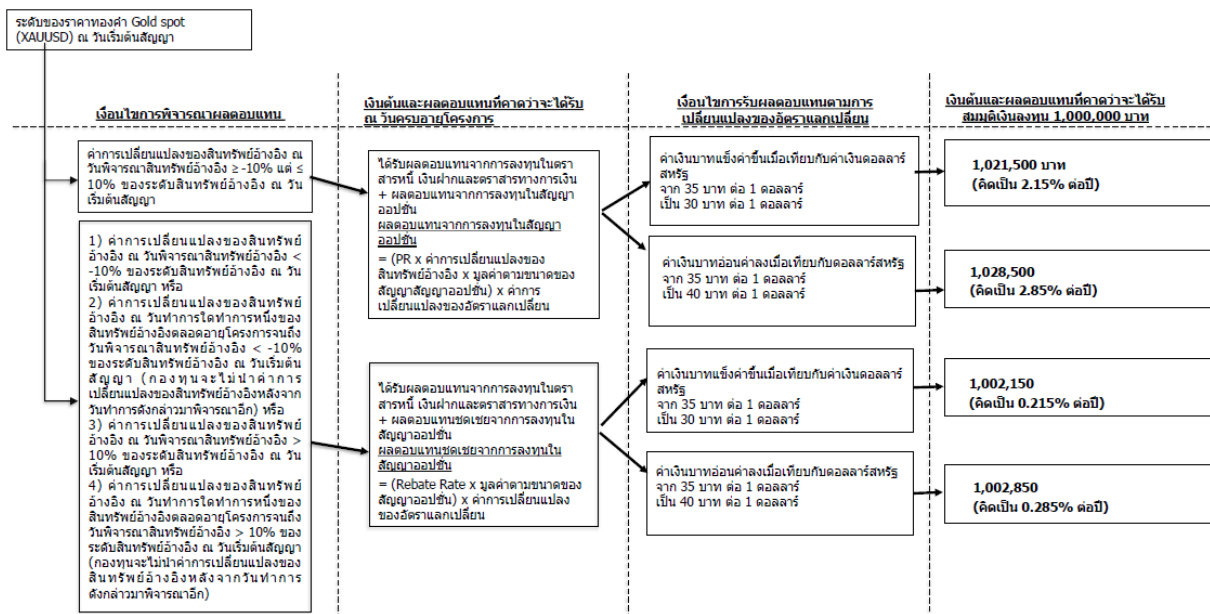 ระดับของราคาทองคำ Gold spot
(XAUUSD) ณ วันเริ่มต้นสัญญา
เงื่อนไขการพิจารณาผลตอบแทน
เงินต้นและผลตอบแทนที่คาดว่าจะได้รับ
ณ วันครบอายุโครงการ
เงื่อนไขการรับผลตอบแทนตามการ
เปลี่ยนแปลงของอัตราแลกเปลี่ยน
เงินต้นและผลตอบแทนที่คาดว่าจะได้รับ
สมมุติเงินลงทุน 1,000,000 บาท
ค่าการเปลี่ยนแปลงของสินทรัพย์อ้างอิง ณ
วันพิจารณาสินทรัพย์อ้างอิง ≥ -10% แต่ ≤
10% ของระดับสินทรัพย์อ้างอิง ณ วัน
เริ่มต้นสัญญา
ได้รับผลตอบแทนจากการลงทุนในตรา
สารหนี้ เงินฝากและตราสารทางการเงิน
+ ผลตอบแทนจากการลงทุนในสัญญา
ออปชั่น
ผลตอบแทนจากการลงทุนในสัญญา
ออปชั่น
= (PR x ค่าการเปลี่ยนแปลงของ
สินทรัพย์อ้างอิง x มูลค่าตามขนาดของ
สัญญาสัญญาออปชั่น) x ค่าการ
เปลี่ยนแปลงของอัตราแลกเปลี่ยน
ค่าเงินบาทแข็งค่าขึ้นเมื่อเทียบกับค่าเงินดอลลาร์
สหรัฐ
จาก 35 บาท ต่อ 1 ดอลลาร์
เป็น 30 บาท ต่อ 1 ดอลลาร์
1,021,500 บาท
(คิดเป็น 2.15% ต่อปี)
ค่าเงินบาทอ่อนค่าลงเมื่อเทียบกับดอลลาร์สหรัฐ
จาก 35 บาท ต่อ 1 ดอลลาร์
เป็น 40 บาท ต่อ 1 ดอลลาร์
1,028,500
(คิดเป็น 2.85% ต่อปี)
1) ค่าการเปลี่ยนแปลงของสินทรัพย์
อ้างอิง ณ วันพิจารณาสินทรัพย์อ้างอิง <
-10% ของระดับสินทรัพย์อ้างอิง ณ วัน
เริ่มต้นสัญญา หรือ
2) ค่าการเปลี่ยนแปลงของสินทรัพย์
อ้างอิง ณ วันทำการใดทำการหนึ่งของ
สินทรัพย์อ้างอิงตลอดอายุโครงการจนถึง
วันพิจารณาสินทรัพย์อ้างอิง < -10%
ของระดับสินทรัพย์อ้างอิง ณ วันเริ่มต้น
สัญญา (กองทุนจะไม่นำค่าการ
เปลี่ยนแปลงของสินทรัพย์อ้างอิงหลังจาก
วันทำการดังกล่าวมาพิจารณาอีก) หรือ
3) ค่าการเปลี่ยนแปลงของสินทรัพย์
อ้างอิง ณ วันพิจารณาสินทรัพย์อ้างอิง >
10% ของระดับสินทรัพย์อ้างอิง ณ วัน
เริ่มต้นสัญญา หรือ
4) ค่าการเปลี่ยนแปลงของสินทรัพย์
อ้างอิง ณ วันทำการใดทำการหนึ่งของ
สินทรัพย์อ้างอิงตลอดอายุโครงการจนถึง
วันพิจารณาสินทรัพย์อ้างอิง > 10% ของ
ระดับสินทรัพย์อ้างอิง ณ วันเริ่มต้นสัญญา
(กองทุนจะไม่นำค่าการเปลี่ยนแปลงของ
สินทรัพย์อ้างอิงหลังจากวันทำการ
ดังกล่าวมาพิจารณาอีก)
ได้รับผลตอบแทนจากการลงทุนในตรา
สารหนี้ เงินฝากและตราสารทางการเงิน
+ ผลตอบแทนชดเชยจากการลงทุนใน
สัญญาออปชั่น
ผลตอบแทนชดเชยจากการลงทุนใน
สัญญาออปชั่น
= (Rebate Rate x มูลค่าตามขนาดของ
สัญญาออปชั่น) x ค่าการเปลี่ยนแปลง
ของอัตราแลกเปลี่ยน
ค่าเงินบาทแข็งค่าขึ้นเมื่อเทียบกับค่าเงินดอลลาร์
สหรัฐ
จาก 35 บาท ต่อ 1 ดอลลาร์
เป็น 30 บาท ต่อ 1 ดอลลาร์
1,002,150
(คิดเป็น 0.215% ต่อปี)
ค่าเงินบาทอ่อนค่าลงเมื่อเทียบกับดอลลาร์สหรัฐ
จาก 35 บาท ต่อ 1 ดอลลาร์
เป็น 40 บาท ต่อ 1 ดอลลาร์
1,002,850
(คิดเป็น 0.285% ต่อปี)